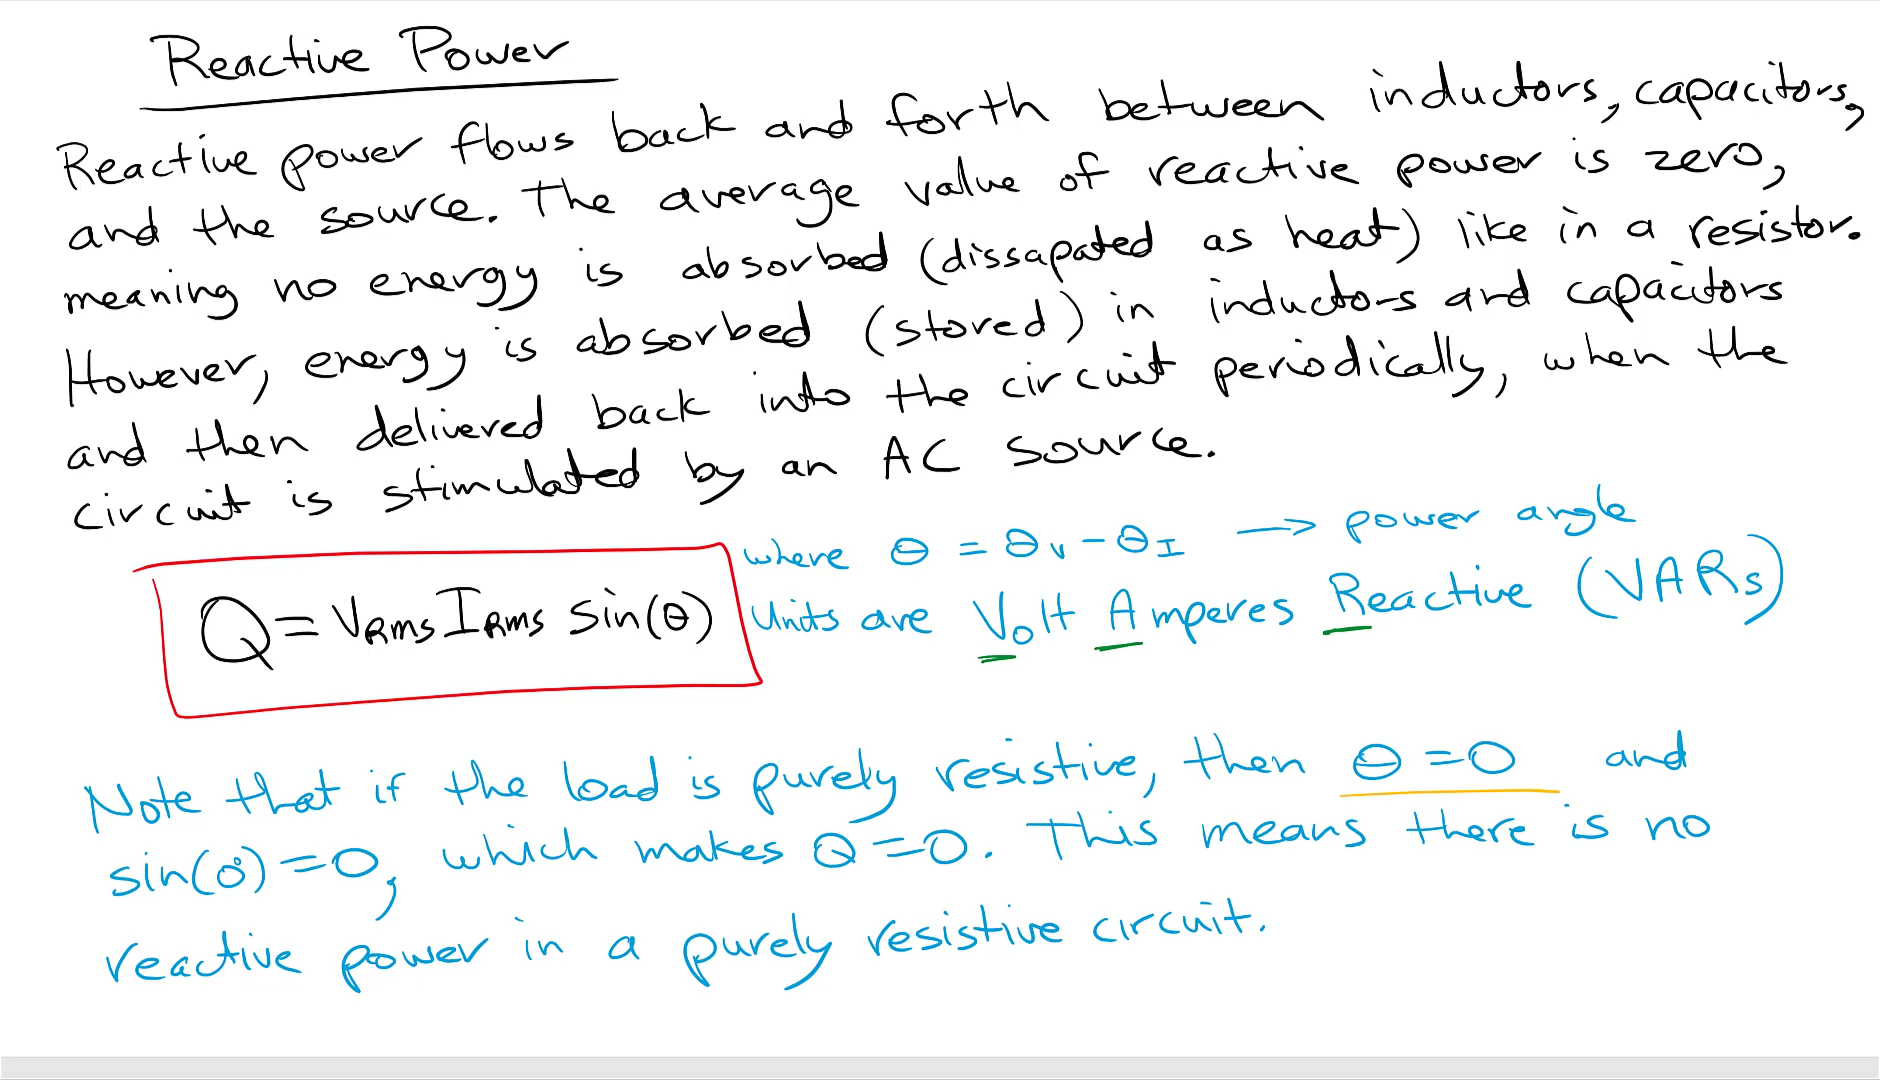 Reactive Power
Reactive power flows back and forth between inductors, capacitors,
and the source. The average value of reactive power is zero,
meaning no energy is absorbed (dissapated as heat) like in a resistor.
However, energy is absorbed (stored) in inductors and capacitors
and then delivered back into the circuit periodically, when the
circuit is stimulated by an AC source.
where θ = θV - θI → power angle
Q = VRMS IRMS sin(θ)
Units are Volt Amperes Reactive (VARs)
Note that if the load is purely resistive, then θ = 0 and
sin(0°) = 0, which makes Q = 0. This means there is no
reactive power in a purely resistive circuit.